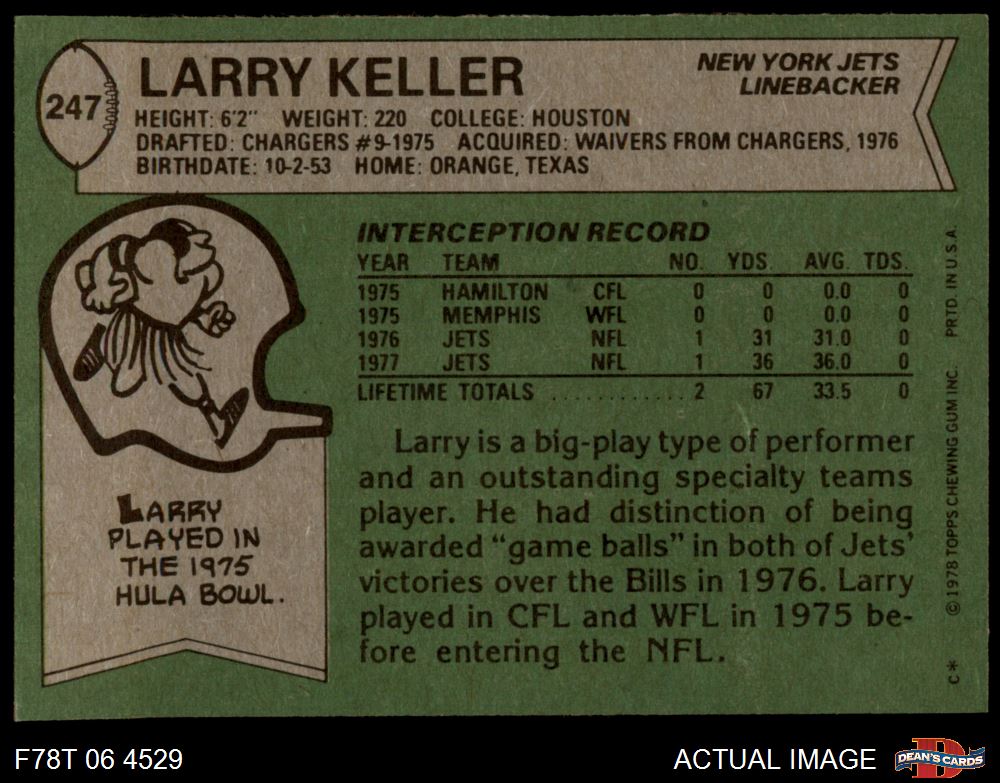 247
LARRY KELLER
NEW YORK JETS
LINEBACKER
HEIGHT: 6'2" WEIGHT: 220 COLLEGE: HOUSTON
DRAFTED: CHARGERS #9-1975 ACQUIRED: WAIVERS FROM CHARGERS, 1976
BIRTHDATE: 10-2-53 HOME: ORANGE, TEXAS
INTERCEPTION RECORD
YEAR TEAM NO. YDS. AVG. TDS.
1975 HAMILTON CFL 0 0 0.0 0
1975 MEMPHIS WFL 0 0 0.0 0
1976 JETS NFL 1 31 31.0 0
1977 JETS NFL 1 36 36.0 0
LIFETIME TOTALS ............ 2 67 33.5 0
Larry is a big-play type of performer
and an outstanding specialty teams
player. He had distinction of being
awarded "game balls" in both of Jets'
victories over the Bills in 1976. Larry
played in CFL and WFL in 1975 be-
fore entering the NFL.
LARRY
PLAYED IN
THE 1975
HULA BOWL.
C* © 1978 TOPPS CHEWING GUM INC. PRTD. IN U.S.A.
F78T 06 4529
ACTUAL IMAGE
D
DEAN'S CARDS